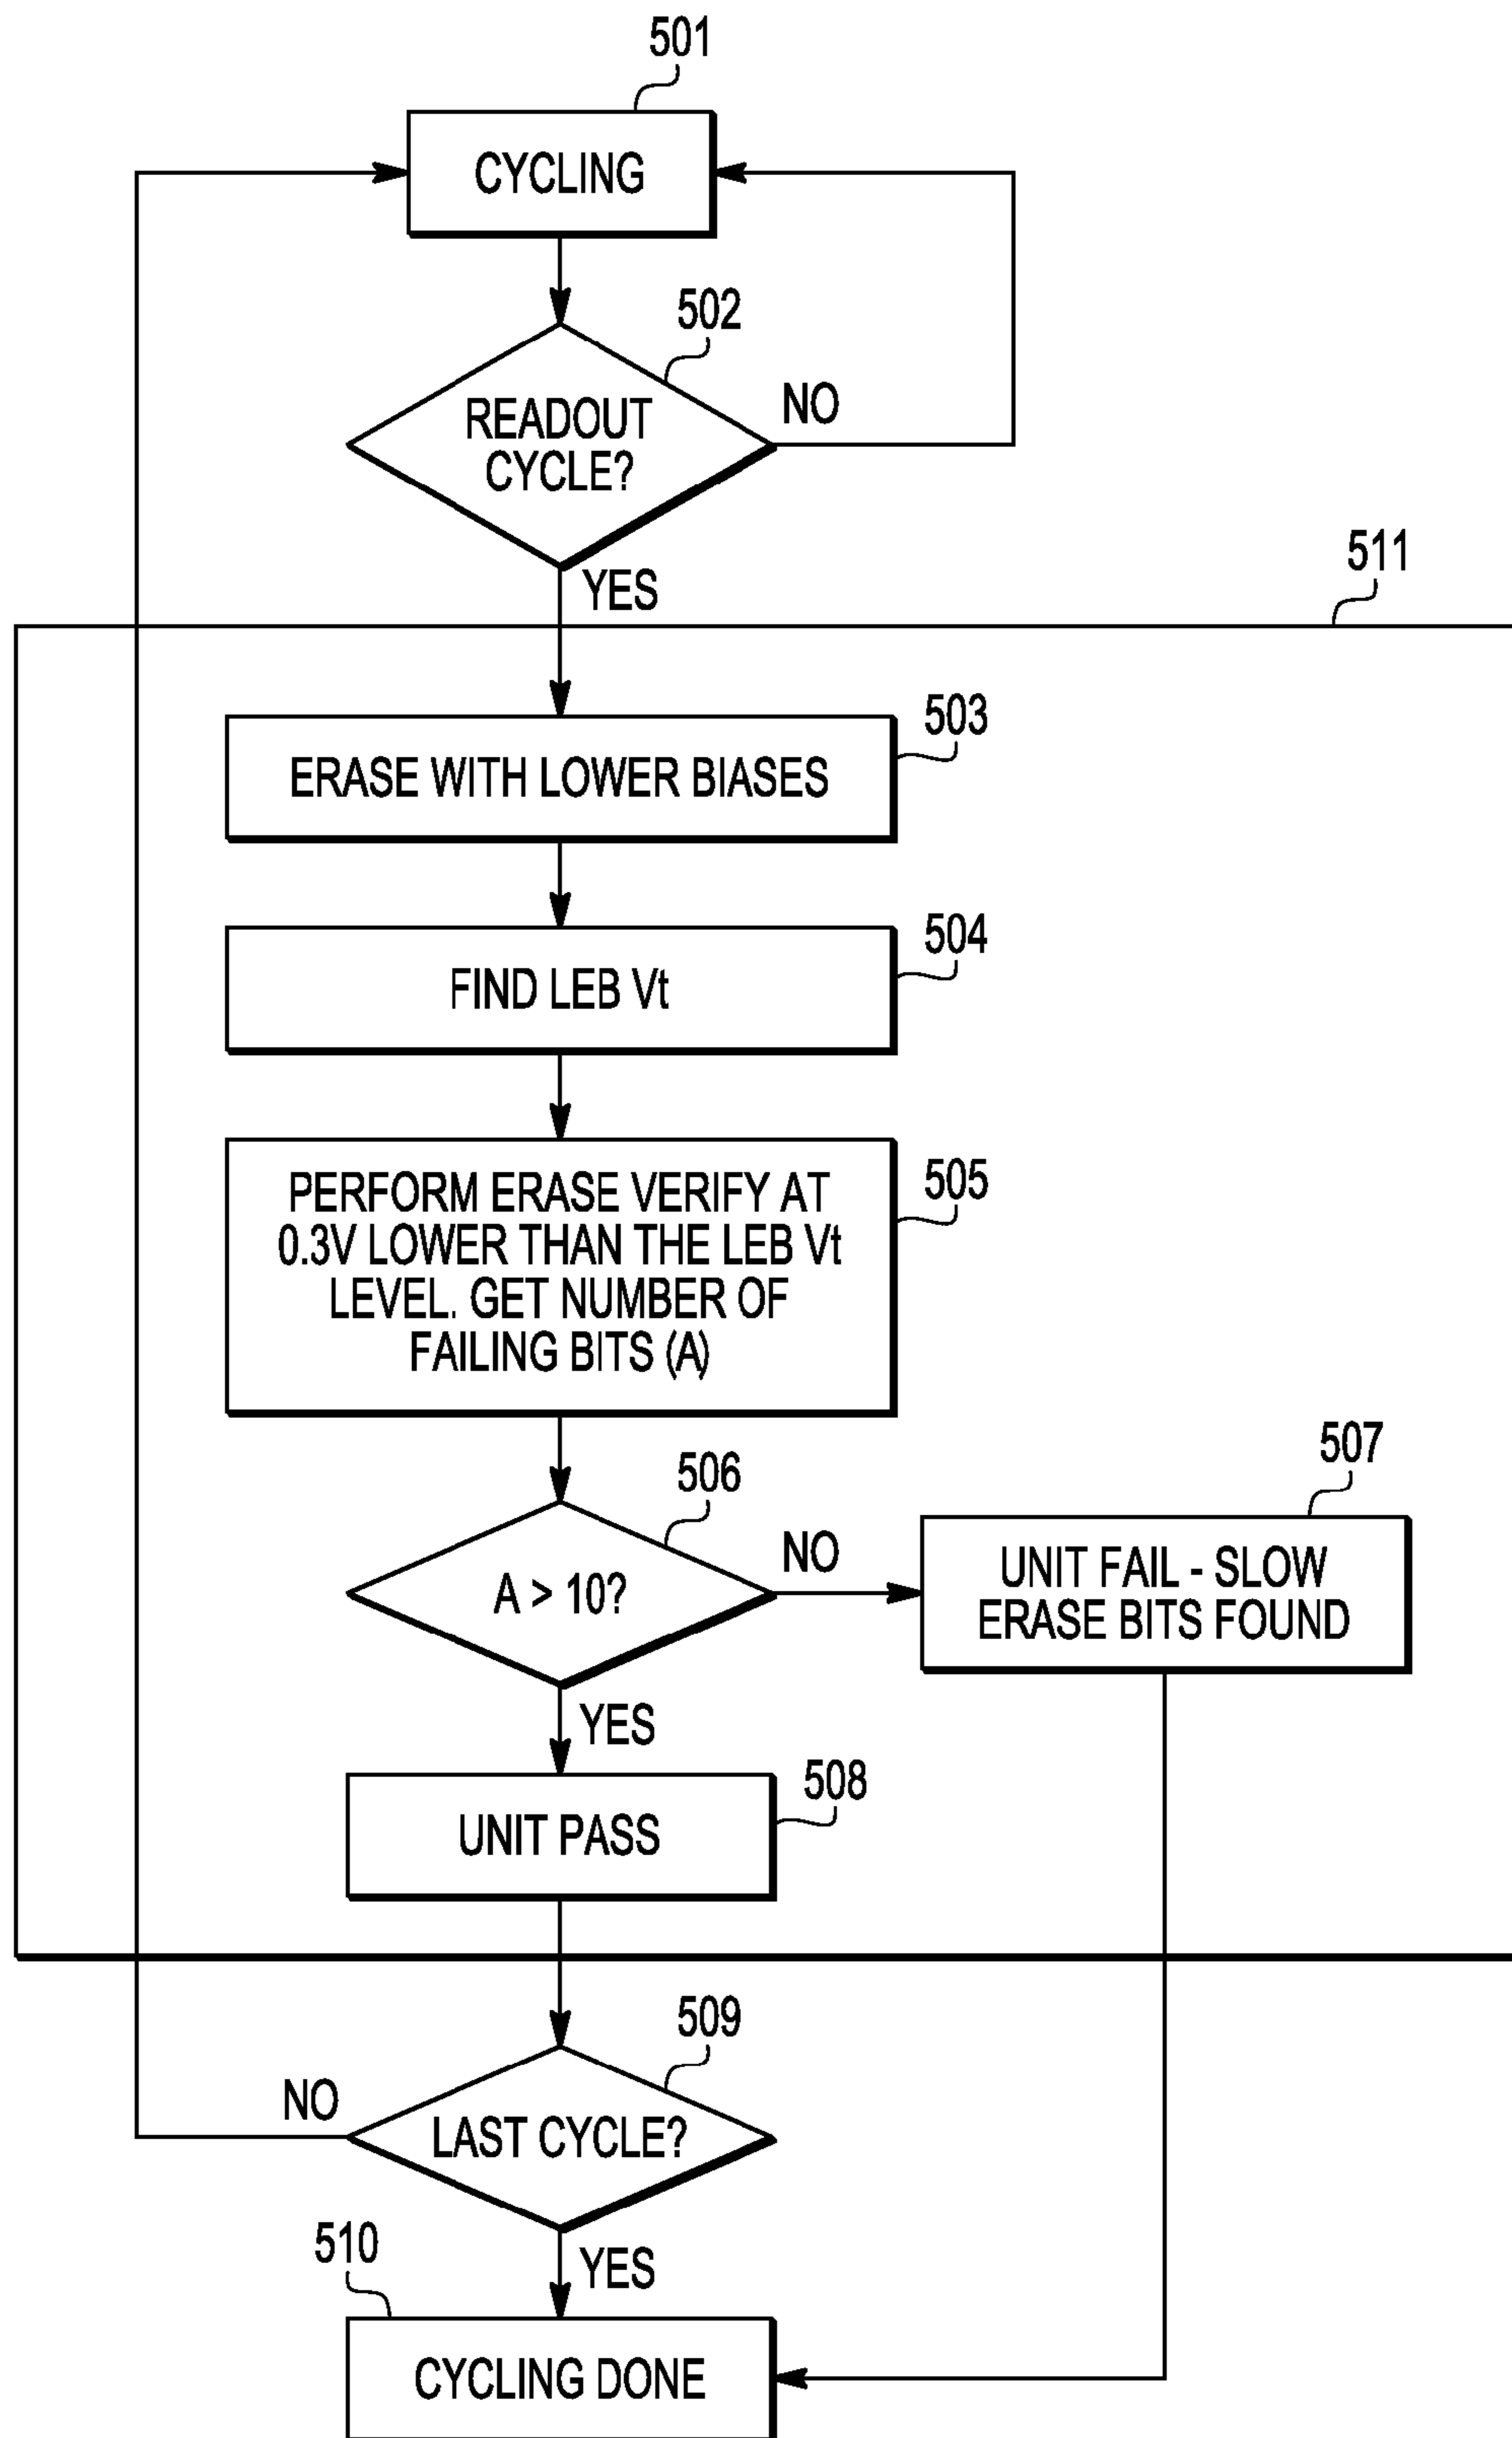 501
CYCLING
502
READOUT
CYCLE?
NO
YES
511
503
ERASE WITH LOWER BIASES
504
FIND LEB Vt
505
PERFORM ERASE VERIFY AT
0.3V LOWER THAN THE LEB Vt
LEVEL. GET NUMBER OF
FAILING BITS (A)
506
A > 10?
NO
507
UNIT FAIL - SLOW
ERASE BITS FOUND
YES
508
UNIT PASS
509
LAST CYCLE?
NO
YES
510
CYCLING DONE